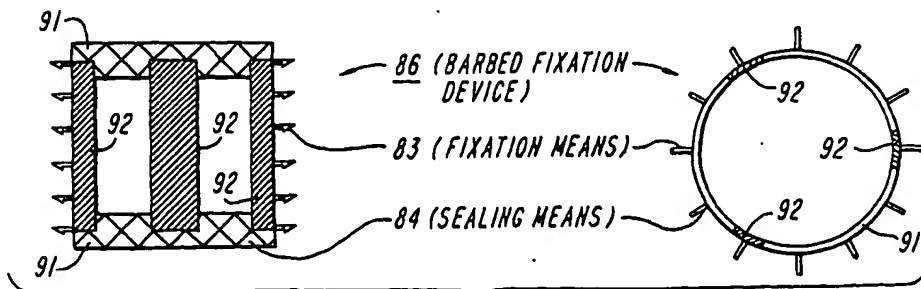 91
86 (BARBED FIXATION
DEVICE)
92
92
92
83 (FIXATION MEANS)
92
92
92
84 (SEALING MEANS)
91
91